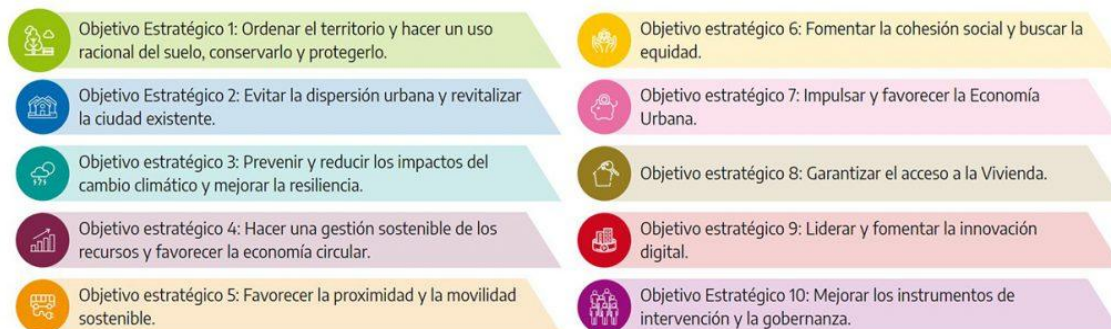 Objetivo Estratégico 1: Ordenar el territorio y hacer un uso
racional del suelo, conservarlo y protegerlo.
Objetivo Estratégico 2: Evitar la dispersión urbana y revitalizar
la ciudad existente.
Objetivo estratégico 3: Prevenir y reducir los impactos del
cambio climático y mejorar la resiliencia.
Objetivo estratégico 4: Hacer una gestión sostenible de los
recursos y favorecer la economía circular.
Objetivo estratégico 5: Favorecer la proximidad y la movilidad
sostenible.
Objetivo estratégico 6: Fomentar la cohesión social y buscar la
equidad.
Objetivo estratégico 7: Impulsar y favorecer la Economía
Urbana.
Objetivo estratégico 8: Garantizar el acceso a la Vivienda.
Objetivo estratégico 9: Liderar y fomentar la innovación
digital.
Objetivo Estratégico 10: Mejorar los instrumentos de
intervención y la gobernanza.